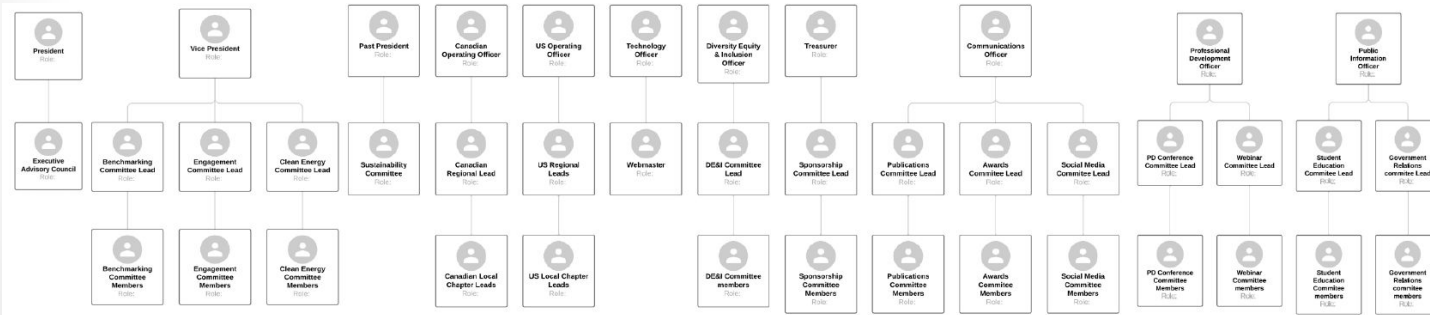 President
Role:
Vice President
Role:
Past President
Role:
Canadian
Operating Officer
Role:
US Operating
Officer
Role:
Technology
Officer
Role:
Diversity Equity
& Inclusion
Officer
Role:
Treasurer
Role:
Communications
Officer
Role:
Professional
Development
Officer
Role:
Public
Information
Officer
Role:
Executive
Advisory Council
Role:
Benchmarking
Committee Lead
Role:
Engagement
Committee Lead
Role:
Clean Energy
Committee Lead
Role:
Sustainability
Committee
Role:
Canadian
Regional Lead
Role:
US Regional
Leads
Role:
Webmaster
Role:
DE&I Committee
Lead
Role:
Sponsorship
Committee Lead
Role:
Publications
Committee Lead
Role:
Awards
Commitee Lead
Role:
Social Media
Committee Lead
Role:
PD Conference
Committee Lead
Role:
Webinar
Committee Lead
Role:
Student
Education
Commitee Lead
Role:
Government
Relations
commitee Lead
Role:
Benchmarking
Committee
Members
Role:
Engagement
Committee
Members
Role:
Clean Energy
Committee
Members
Role:
Canadian Local
Chapter Leads
Role:
US Local Chapter
Leads
Role:
DE&I Committee
members
Role:
Sponsorship
Committee
Members
Role:
Publications
Committee
Members
Role:
Awards
Commitee
Members
Role:
Social Media
Committee
Members
Role:
PD Conference
Committee
Members
Role:
Webinar
Committee
members
Role:
Student
Education
Commitee
members
Role:
Government
Relations
commitee
members
Role: